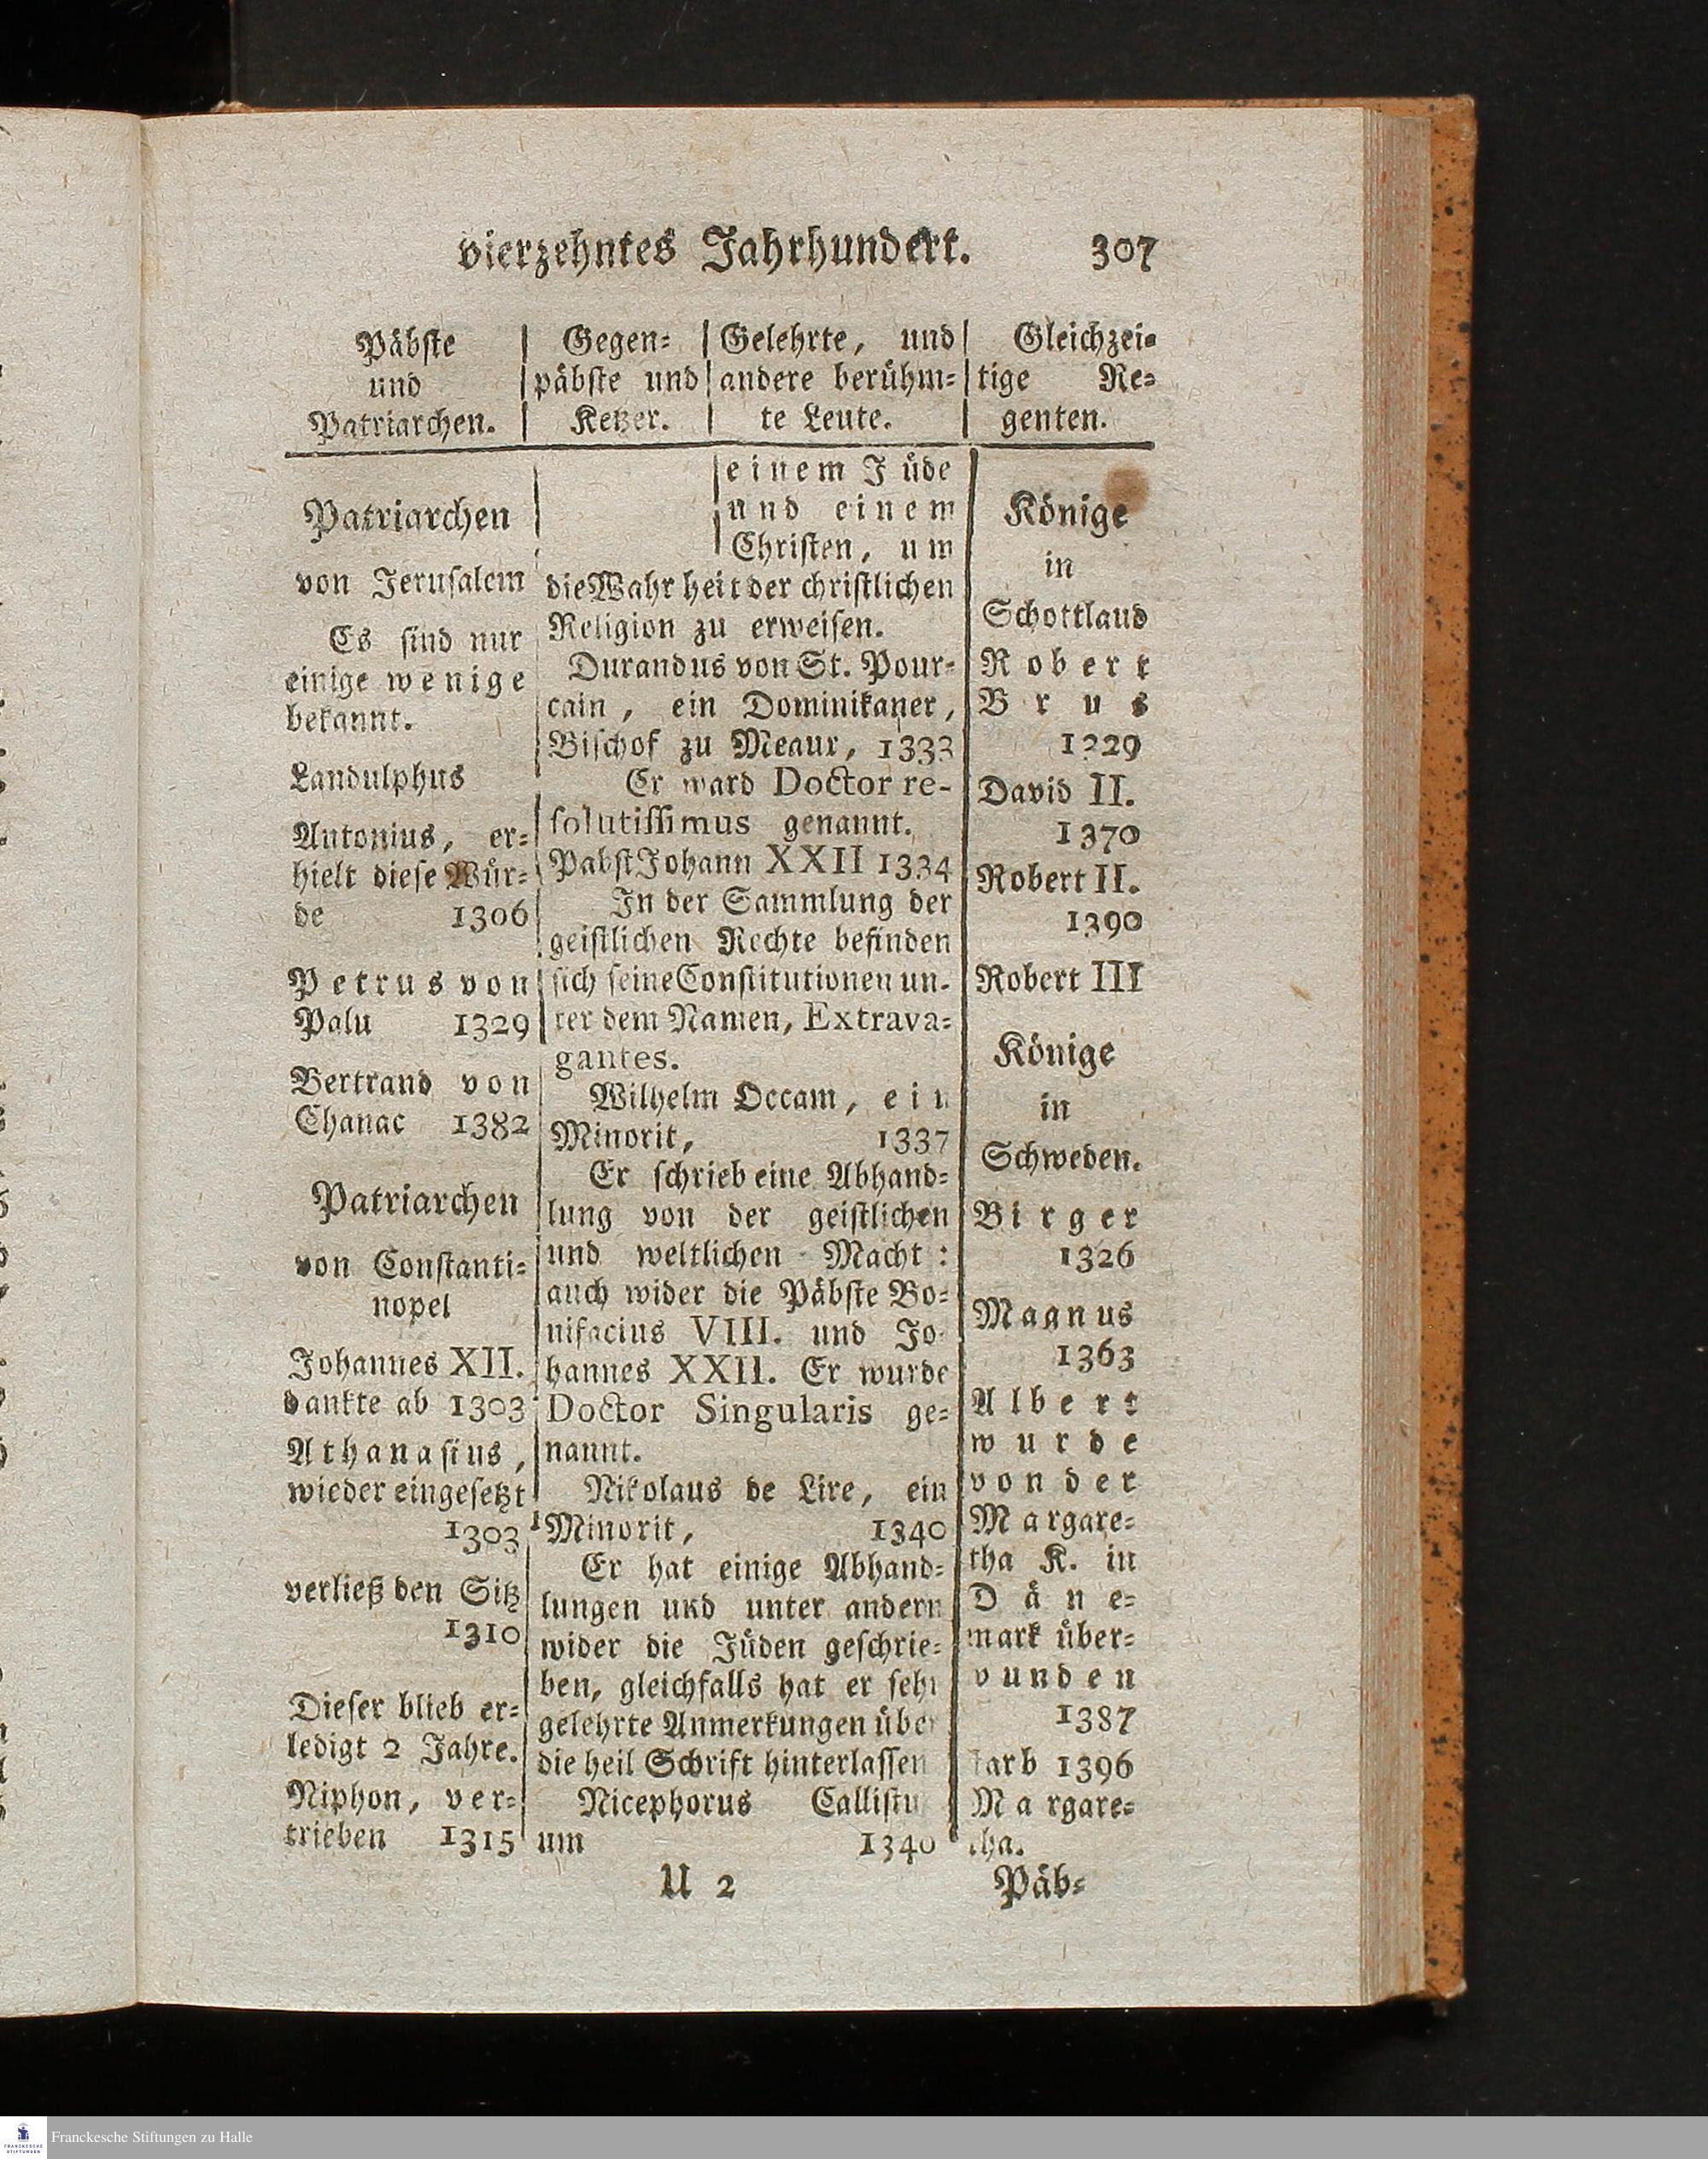 vierzehntes Jahrhundert. 307
Päbste
und
Patriarchen.
Gegen-
päbste und
Ketzer.
Gelehrte, und
andere berühm-
te Leute.
Gleichzei-
tige Re-
genten.
Patriarchen
von Jerusalem
Es sind nur
einige wenige
bekannt.
Landulphus
Antonius, er-
hielt diese Wür-
de 1306
Petrus von
Palu 1329
Bertrand von
Chanac 1382
Patriarchen
von Constanti-
nopel
Johannes XII.
dankte ab 1303
Athanasius,
wieder eingesetzt
1303
verließ den Sitz
1310
Dieser blieb er-
ledigt 2 Jahre.
Niphon, ver-
trieben 1315
einem Jüde
und einem
Christen, um
die Wahrheit der christlichen
Religion zu erweisen.
Durandus von St. Pour-
cain, ein Dominikaner,
Bischof zu Meaux, 1333
Er ward Doctor re-
solutissimus genannt.
Pabst Johann XXII 1334
In der Sammlung der
geistlichen Rechte befinden
sich seine Constitutionen un-
ter dem Namen, Extrava-
gantes.
Wilhelm Occam, ein
Minorit, 1337
Er schrieb eine Abhand-
lung von der geistlichen
und weltlichen Macht:
auch wider die Päbste Bo-
nifacius VIII. und Jo-
hannes XXII. Er wurde
Doctor Singularis ge-
nannt.
Nikolaus de Lire, ein
Minorit, 1340
Er hat einige Abhand-
lungen und unter andern
wider die Jüden geschrie-
ben, gleichfalls hat er sehr
gelehrte Anmerkungen über
die heil Schrift hinterlassen
Nicephorus Callistu
um 1340
Könige
in
Schottland
Robert
Brus
1329
David II.
1370
Robert II.
1390
Robert III
Könige
in
Schweden.
Birger
1326
Magnus
1363
Albert
wurde
von der
Margare-
tha K. in
Däne-
mark über-
wunden
1387
starb 1396
Margare-
tha.
U 2 Päb-
Franckesche Stiftungen zu Halle